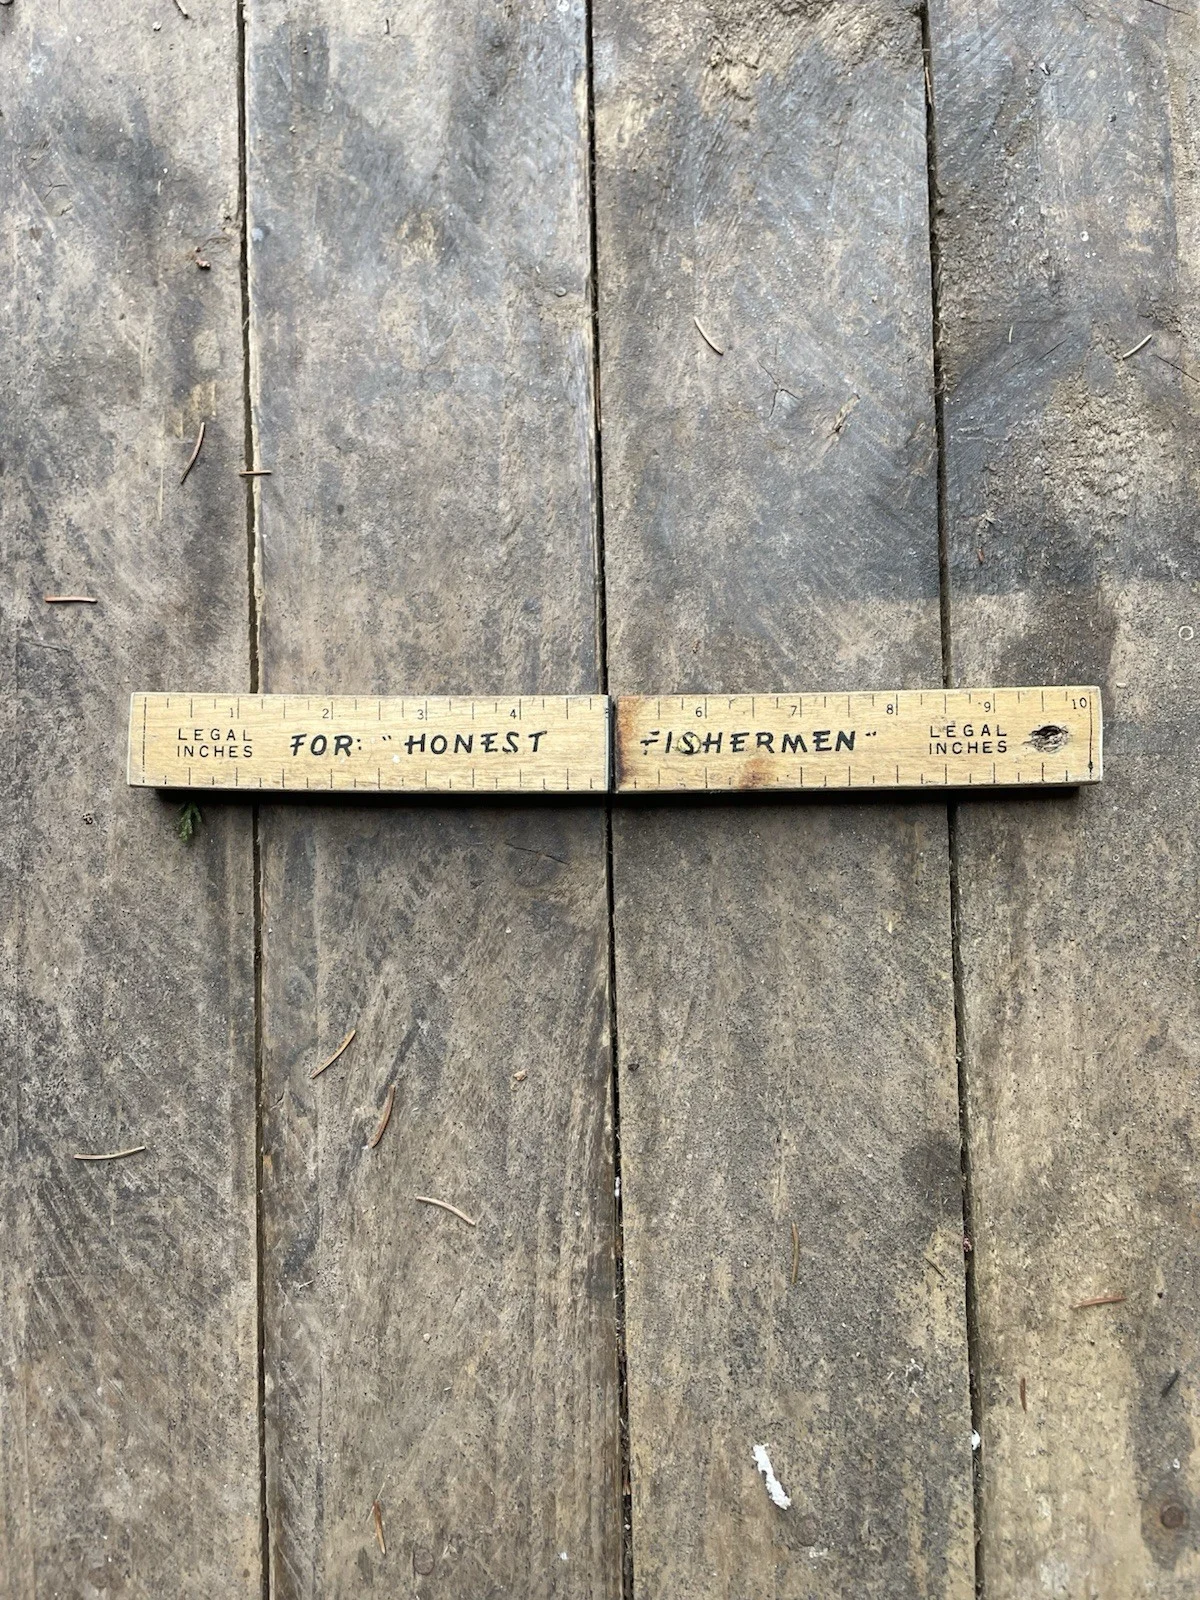 1 2 3 4 6 7 8 9 10
LEGAL INCHES FOR: "HONEST FISHERMEN" LEGAL INCHES